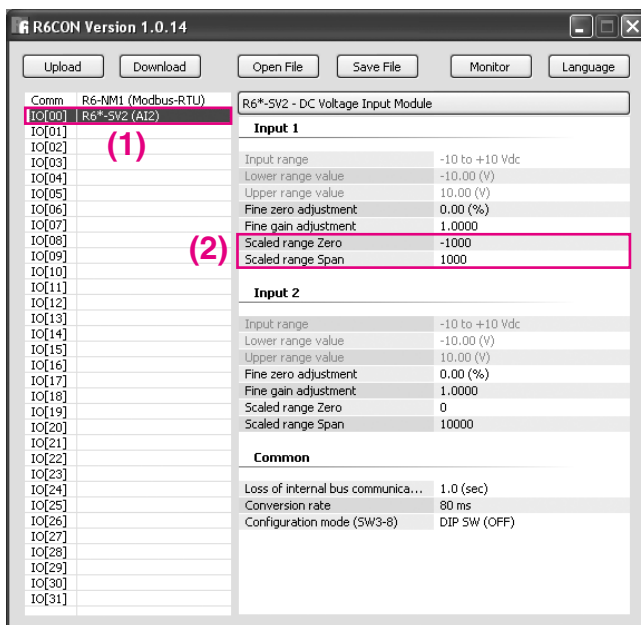 R6CON Version 1.0.14
Upload Download Open File Save File Monitor Language
Comm R6-NM1 (Modbus-RTU)
IO[00] R6*-SV2 (AI2)
IO[01]
IO[02]
IO[03]
IO[04]
IO[05]
IO[06]
IO[07]
IO[08]
IO[09]
IO[10]
IO[11]
IO[12]
IO[13]
IO[14]
IO[15]
IO[16]
IO[17]
IO[18]
IO[19]
IO[20]
IO[21]
IO[22]
IO[23]
IO[24]
IO[25]
IO[26]
IO[27]
IO[28]
IO[29]
IO[30]
IO[31]
(1)
R6*-SV2 - DC Voltage Input Module
Input 1
Input range -10 to +10 Vdc
Lower range value -10.00 (V)
Upper range value 10.00 (V)
Fine zero adjustment 0.00 (%)
Fine gain adjustment 1.0000
(2)
Scaled range Zero -1000
Scaled range Span 1000
Input 2
Input range -10 to +10 Vdc
Lower range value -10.00 (V)
Upper range value 10.00 (V)
Fine zero adjustment 0.00 (%)
Fine gain adjustment 1.0000
Scaled range Zero 0
Scaled range Span 10000
Common
Loss of internal bus communica... 1.0 (sec)
Conversion rate 80 ms
Configuration mode (SW3-8) DIP SW (OFF)